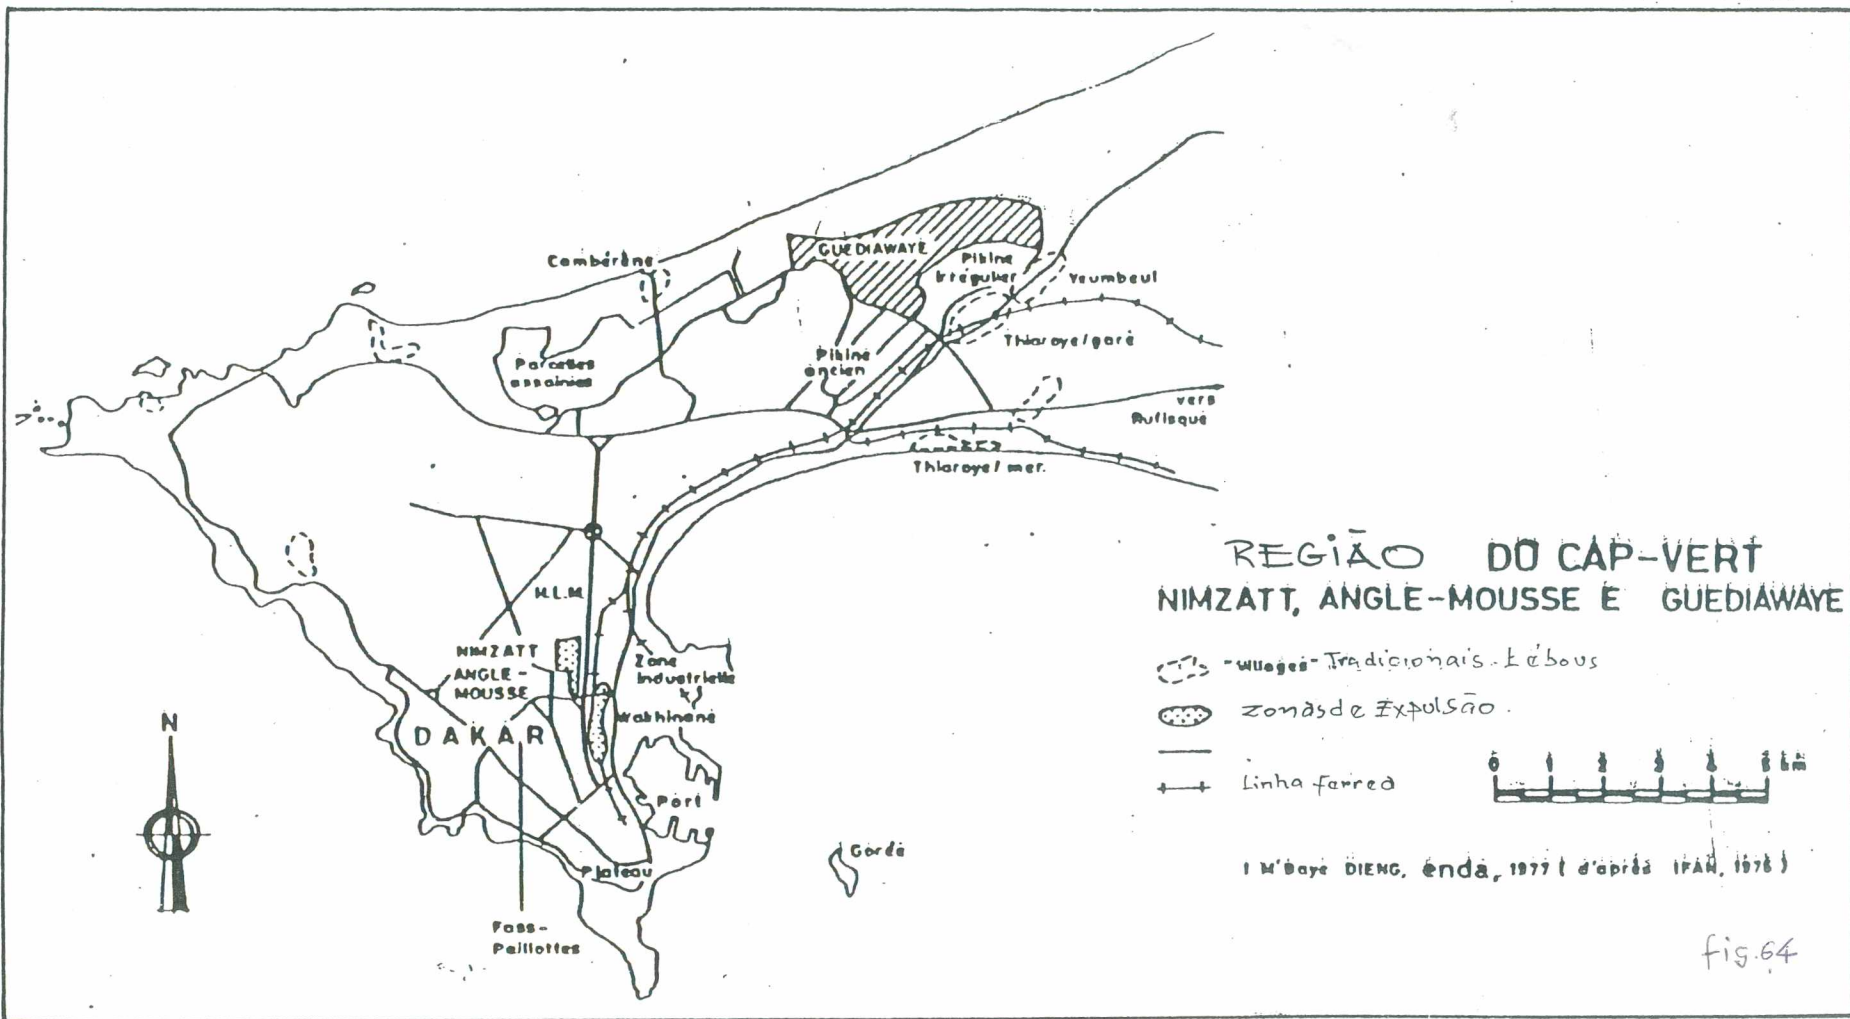 Cambérène
GUEDIAWAYE
Pikine
irrégulier
Yeumbeul
Thiaroye/gare
Parcelles
assainies
Pikine
ancien
vers
Rufisque
Thiaroye/mer.
H.L.M.
NIMZATT
ANGLE-
MOUSSE
Zone
Industrielle
Wakhinane
DAKAR
Port
Plateau
Fass-
Paillottes
Gorée
N
REGIÃO DO CAP-VERT
NIMZATT, ANGLE-MOUSSE E GUEDIAWAYE
-Villages- Tradicionais. Lébous
Zonas de Expulsão.
Linha ferrea
0 1 2 3 4 5 km
M'Baye DIENG, énda, 1977 ( d'après IFAN, 1976 )
fig.64